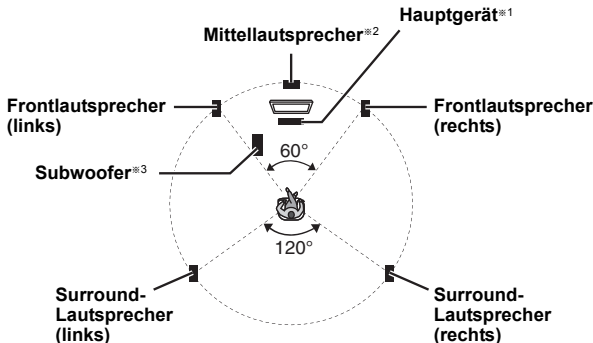 Hauptgerät※1
Mittellautsprecher※2
Frontlautsprecher
(links)
Frontlautsprecher
(rechts)
Subwoofer※3
60°
120°
Surround-
Lautsprecher
(links)
Surround-
Lautsprecher
(rechts)